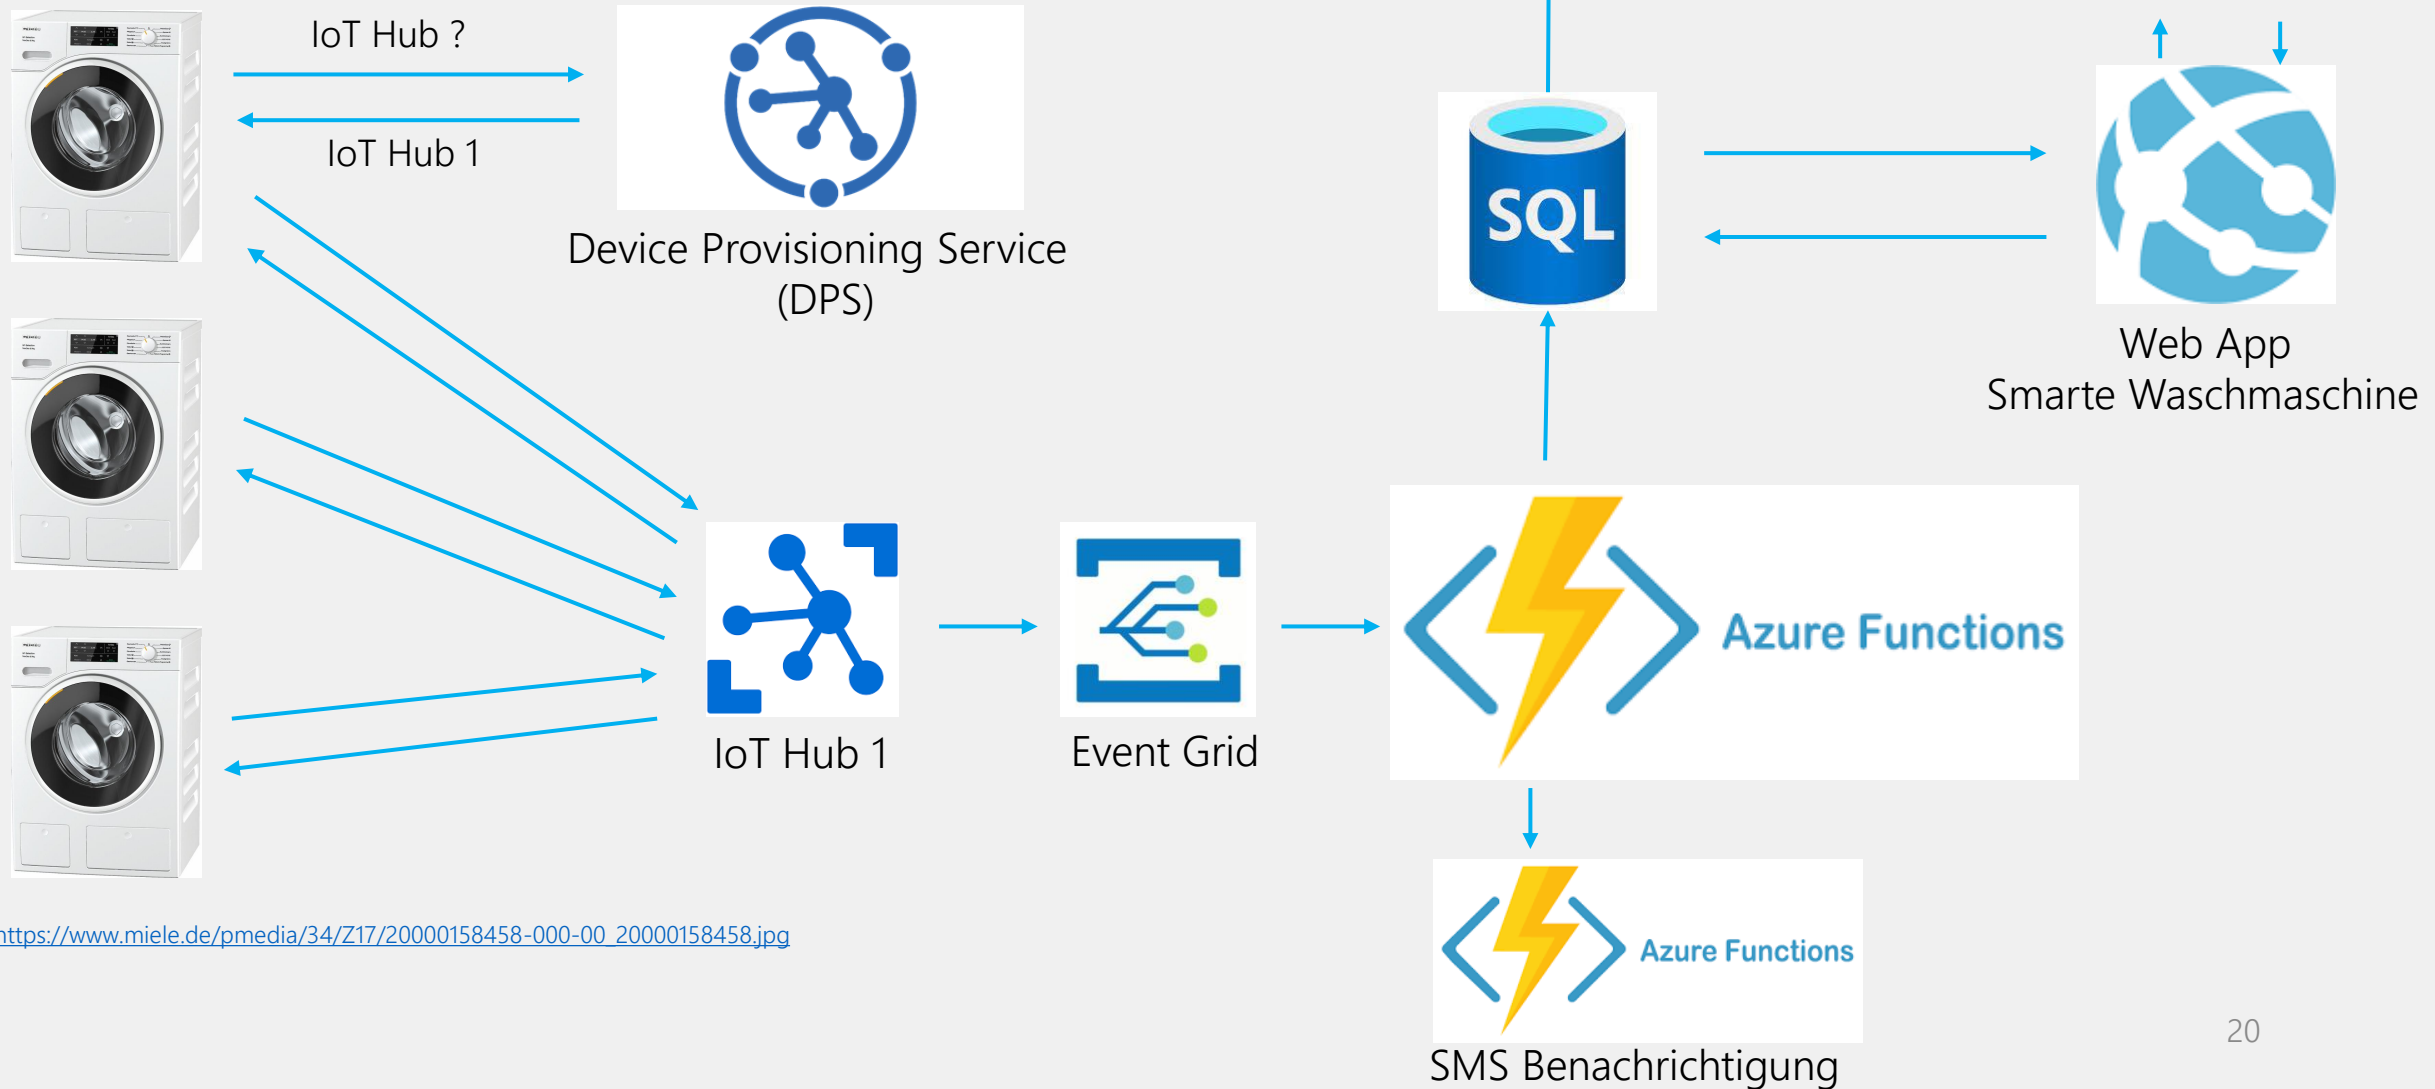 IoT Hub ?
IoT Hub 1
Device Provisioning Service
(DPS)
SQL
Web App
Smarte Waschmaschine
IoT Hub 1
Event Grid
Azure Functions
https://www.miele.de/pmedia/34/Z17/20000158458-000-00_20000158458.jpg
Azure Functions
SMS Benachrichtigung
20